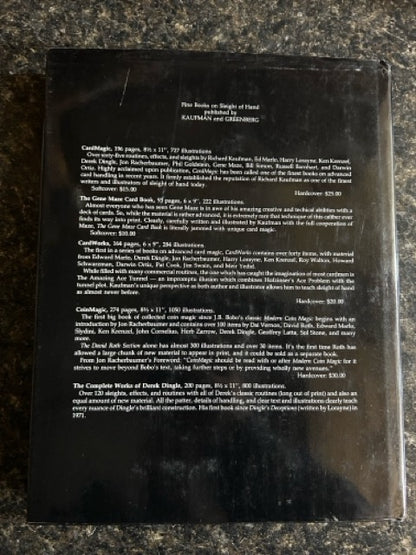 Fine Books on Sleight of Hand
published by
KAUFMAN and GREENBERG
CardMagic, 196 pages, 8½ x 11", 727 illustrations.
Over sixty-five routines, effects, and sleights by Richard Kaufman, Ed Marlo, Harry Lorayne, Ken Krenzel,
Derek Dingle, Jon Racherbaumer, Phil Goldstein, Gene Maze, Bill Simon, Russell Barnhart, and Darwin
Ortiz. Highly acclaimed upon publication, CardMagic has been called one of the finest books on advanced
card handling in recent years. It firmly established the reputation of Richard Kaufman as one of the finest
writers and illustrators of sleight of hand today.
Softcover: $15.00 Hardcover: $25.00
The Gene Maze Card Book, 95 pages, 6 x 9", 222 illustrations.
Almost everyone who has seen Gene Maze is in awe of his amazing creative and technical abilities with a
deck of cards. So, while the material is rather advanced, it is extremely rare that technique of this caliber ever
finds its way into print. Clearly, carefully written and illustrated by Kaufman with the full cooperation of
Maze, The Gene Maze Card Book is literally jammed with unique card magic.
Softcover: $20.00
CardWorks, 164 pages, 6 x 9", 284 illustrations.
The first in a series of books on advanced card magic, CardWorks contains over forty items, with material
from Edward Marlo, Derek Dingle, Jon Racherbaumer, Harry Lorayne, Ken Krenzel, Roy Walton, Howard
Schwarzman, Darwin Ortiz, Pat Cook, Jim Swain, and Meir Yedid.
While filled with many commercial routines, the one which has caught the imagination of most cardmen is
The Amazing Ace Tunnel — an impromptu illusion which combines Hofzinser's Ace Problem with the
tunnel plot. Kaufman's unique perspective as both author and illustrator allows him to teach sleight of hand
as almost never before.
Hardcover: $20.00
CoinMagic, 274 pages, 8½ x 11", 1050 illustrations.
The first big book of collected coin magic since J.B. Bobo's classic Modern Coin Magic begins with an
introduction by Jon Racherbaumer and contains over 100 items by Dai Vernon, David Roth, Edward Marlo,
Slydini, Ken Krenzel, John Cornelius, Herb Zarrow, Derek Dingle, Geoffrey Latta, Sol Stone, and many
more.
The David Roth Section alone has almost 300 illustrations and over 30 items. It's the first time Roth has
allowed a large chunk of new material to appear in print, and it could be sold as a separate book.
From Jon Racherbaumer's Foreword: "CoinMagic should be read with or after Modern Coin Magic for it
strives to move beyond Bobo's text, taking further steps or by providing wholly new avenues."
Hardcover: $30.00
The Complete Works of Derek Dingle, 200 pages, 8½ x 11", 800 illustrations.
Over 120 sleights, effects, and routines with all of Derek's classic routines (long out of print) and also an
equal amount of new material. All the patter, details of handling, and clear text and illustrations clearly teach
every nuance of Dingle's brilliant construction. His first book since Dingle's Deceptions (written by Lorayne) in
1971.